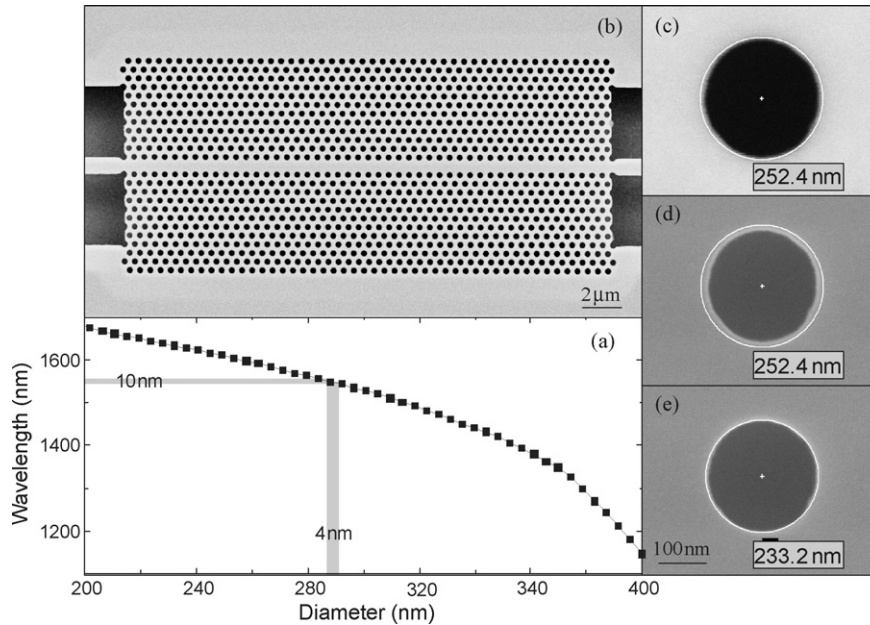 (b)
2μm
(c)
252.4 nm
(d)
252.4 nm
(e)
100nm
233.2 nm
(a)
Wavelength (nm)
1600
1400
1200
10nm
4nm
200 240 280 320 340 400
Diameter (nm)